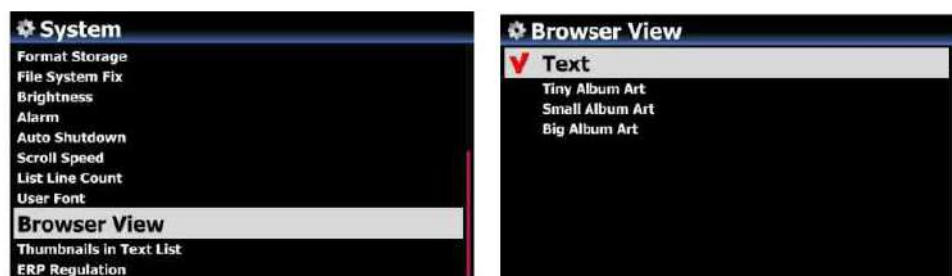 System
Format Storage
File System Fix
Brightness
Alarm
Auto Shutdown
Scroll Speed
List Line Count
User Font
Browser View
Thumbnails in Text List
ERP Regulation
Browser View
Text
Tiny Album Art
Small Album Art
Big Album Art